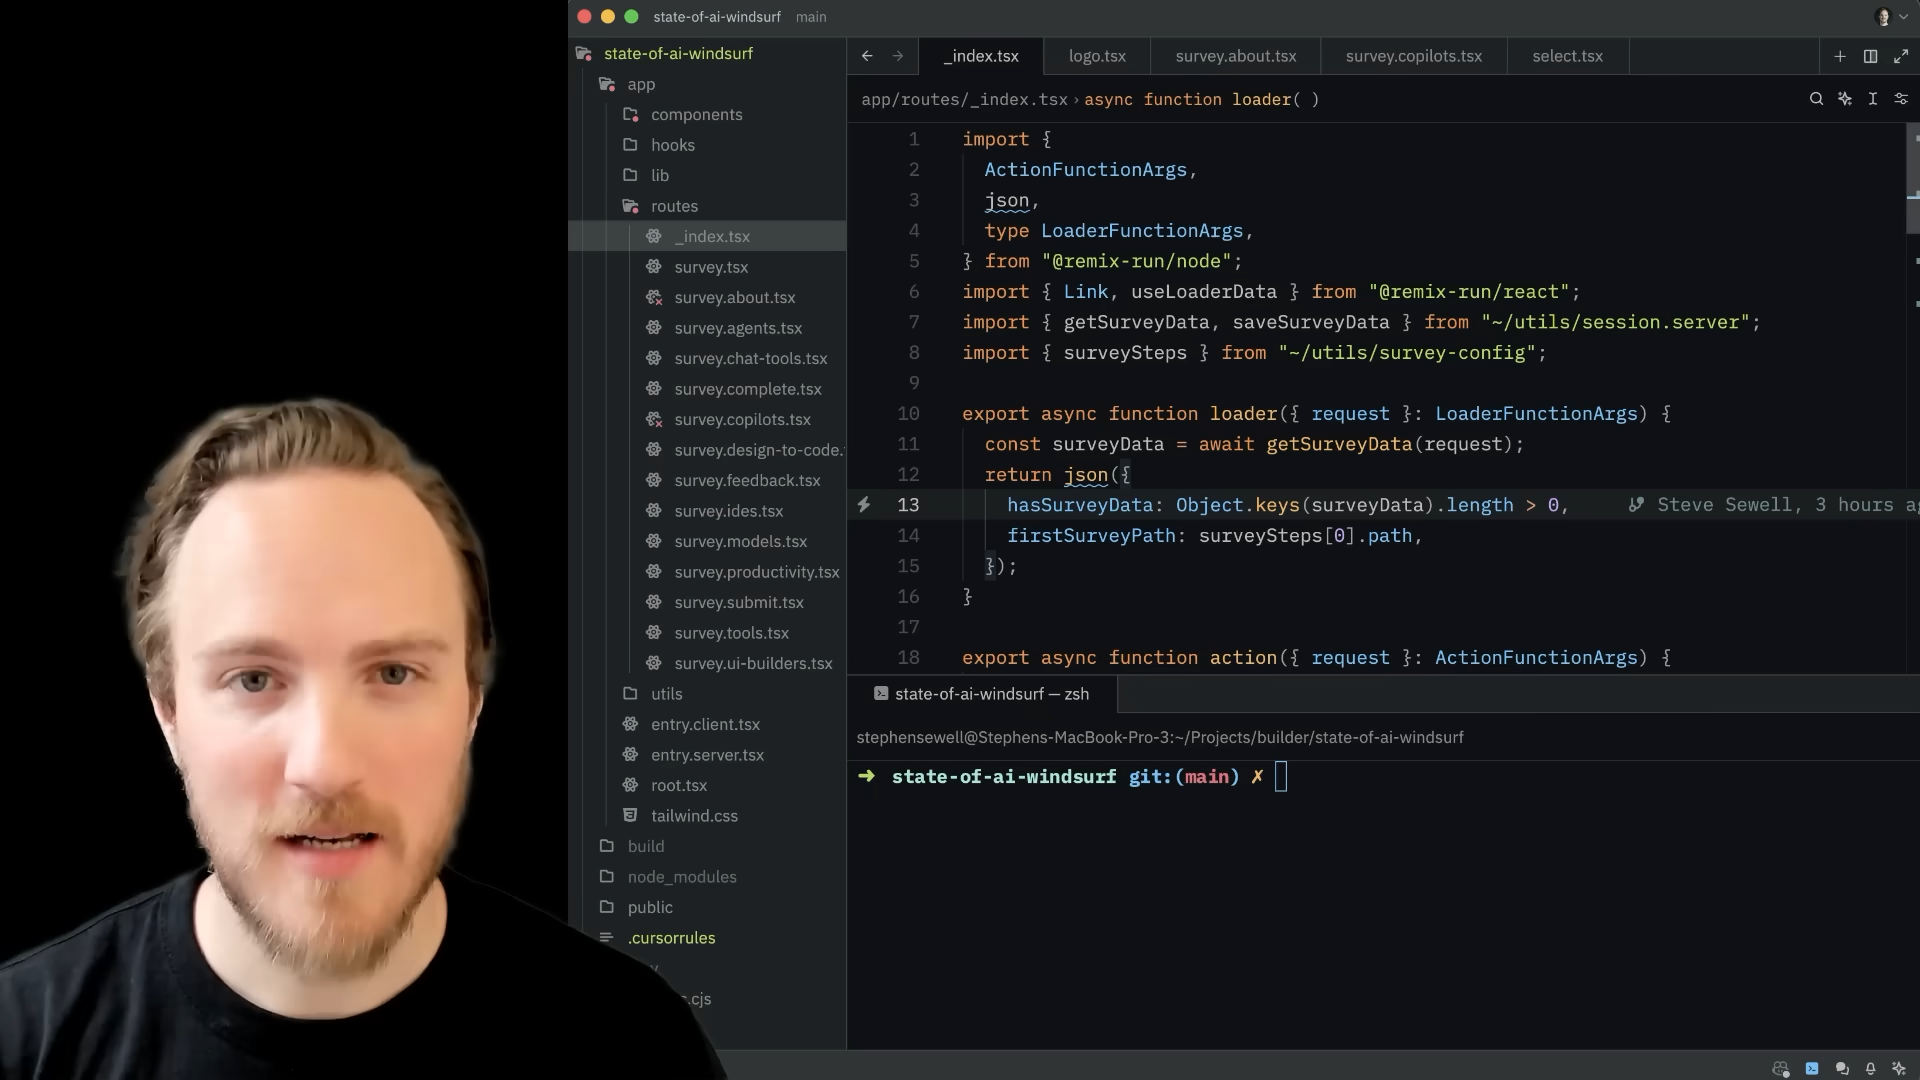 state-of-ai-windsurf main
state-of-ai-windsurf
app
components
hooks
lib
routes
_index.tsx
survey.tsx
survey.about.tsx
survey.agents.tsx
survey.chat-tools.tsx
survey.complete.tsx
survey.copilots.tsx
survey.design-to-code.
survey.feedback.tsx
survey.ides.tsx
survey.models.tsx
survey.productivity.tsx
survey.submit.tsx
survey.tools.tsx
survey.ui-builders.tsx
utils
entry.client.tsx
entry.server.tsx
root.tsx
tailwind.css
build
node_modules
public
.cursorrules
.cjs
_index.tsx logo.tsx survey.about.tsx survey.copilots.tsx select.tsx
app/routes/_index.tsx › async function loader( )
1 import {
2 ActionFunctionArgs,
3 json,
4 type LoaderFunctionArgs,
5 } from "@remix-run/node";
6 import { Link, useLoaderData } from "@remix-run/react";
7 import { getSurveyData, saveSurveyData } from "~/utils/session.server";
8 import { surveySteps } from "~/utils/survey-config";
9
10 export async function loader({ request }: LoaderFunctionArgs) {
11 const surveyData = await getSurveyData(request);
12 return json({
13 hasSurveyData: Object.keys(surveyData).length > 0, Steve Sewell, 3 hours ag
14 firstSurveyPath: surveySteps[0].path,
15 });
16 }
17
18 export async function action({ request }: ActionFunctionArgs) {
state-of-ai-windsurf — zsh
stephensewell@Stephens-MacBook-Pro-3:~/Projects/builder/state-of-ai-windsurf
➜ state-of-ai-windsurf git:(main) ✗